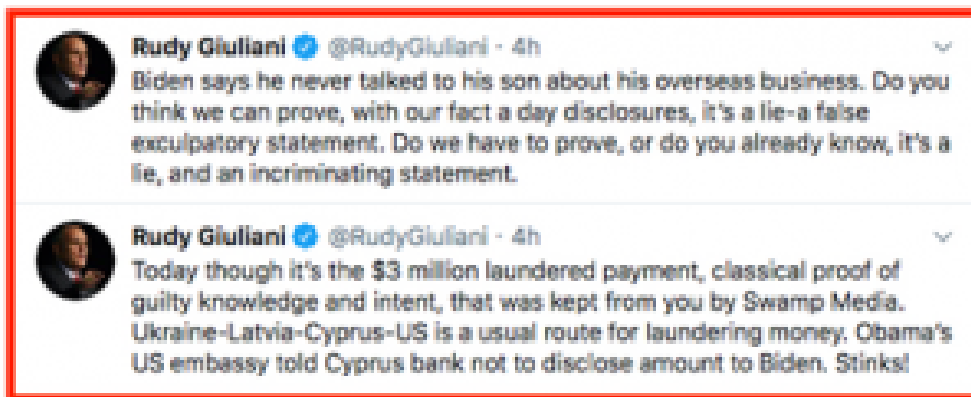 Rudy Giuliani @RudyGiuliani · 4h
Biden says he never talked to his son about his overseas business. Do you
think we can prove, with our fact a day disclosures, it's a lie-a false
exculpatory statement. Do we have to prove, or do you already know, it's a
lie, and an incriminating statement.
Rudy Giuliani @RudyGiuliani · 4h
Today though it's the $3 million laundered payment, classical proof of
guilty knowledge and intent, that was kept from you by Swamp Media.
Ukraine-Latvia-Cyprus-US is a usual route for laundering money. Obama's
US embassy told Cyprus bank not to disclose amount to Biden. Stinks!